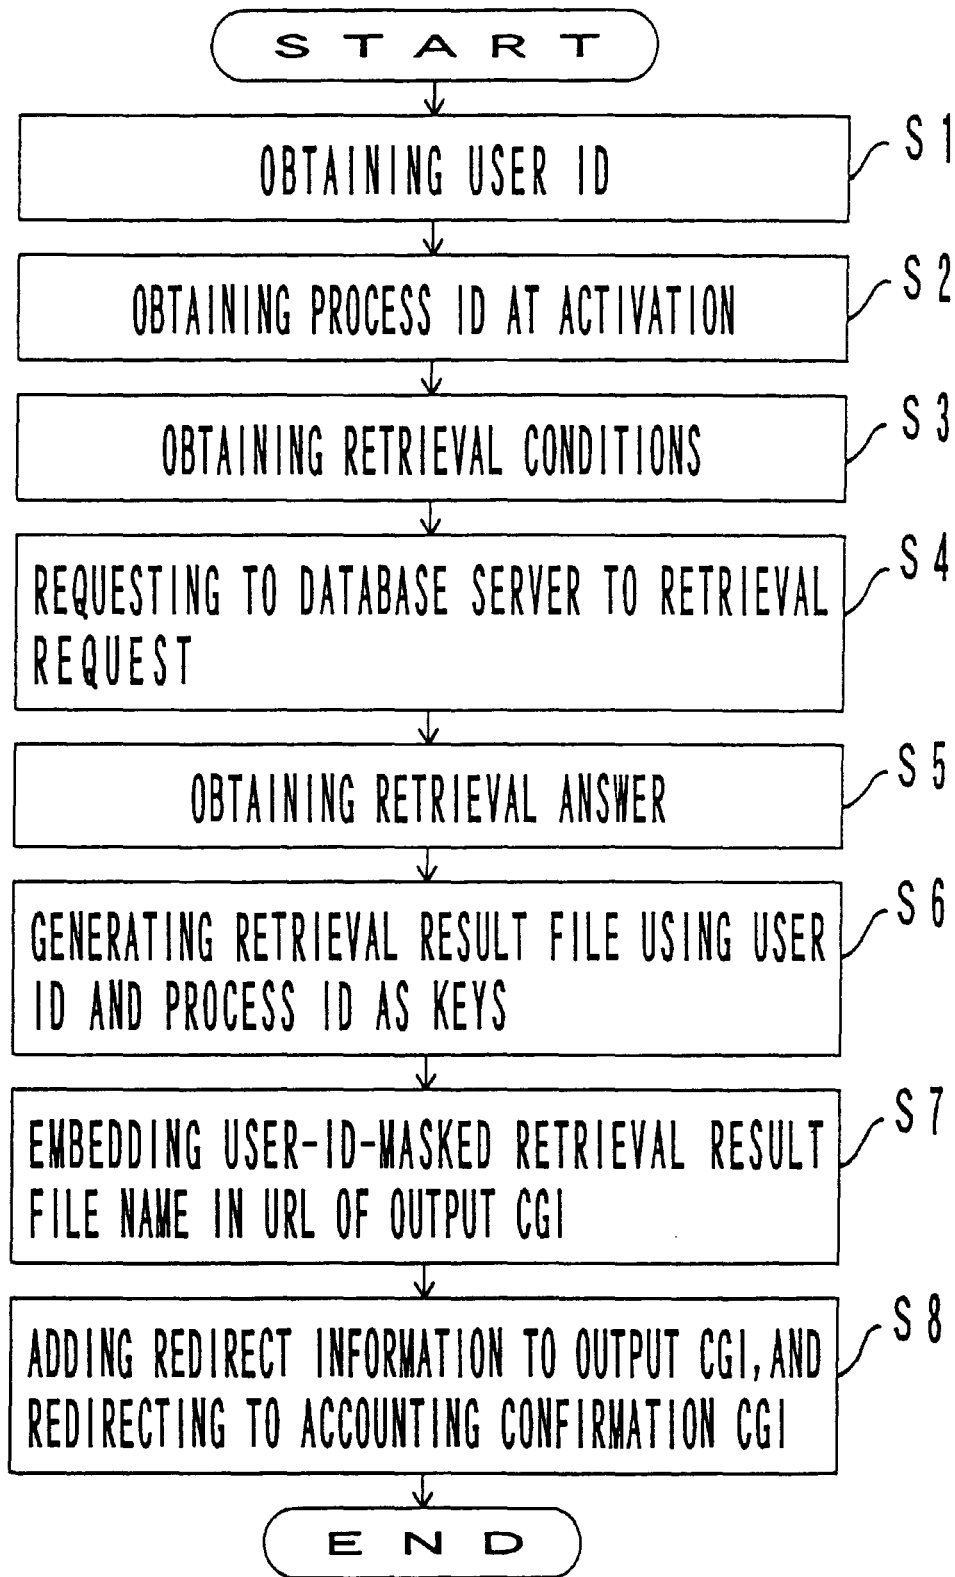 START
S1
OBTAINING USER ID
S2
OBTAINING PROCESS ID AT ACTIVATION
S3
OBTAINING RETRIEVAL CONDITIONS
S4
REQUESTING TO DATABASE SERVER TO RETRIEVAL
REQUEST
S5
OBTAINING RETRIEVAL ANSWER
S6
GENERATING RETRIEVAL RESULT FILE USING USER
ID AND PROCESS ID AS KEYS
S7
EMBEDDING USER-ID-MASKED RETRIEVAL RESULT
FILE NAME IN URL OF OUTPUT CGI
S8
ADDING REDIRECT INFORMATION TO OUTPUT CGI, AND
REDIRECTING TO ACCOUNTING CONFIRMATION CGI
END